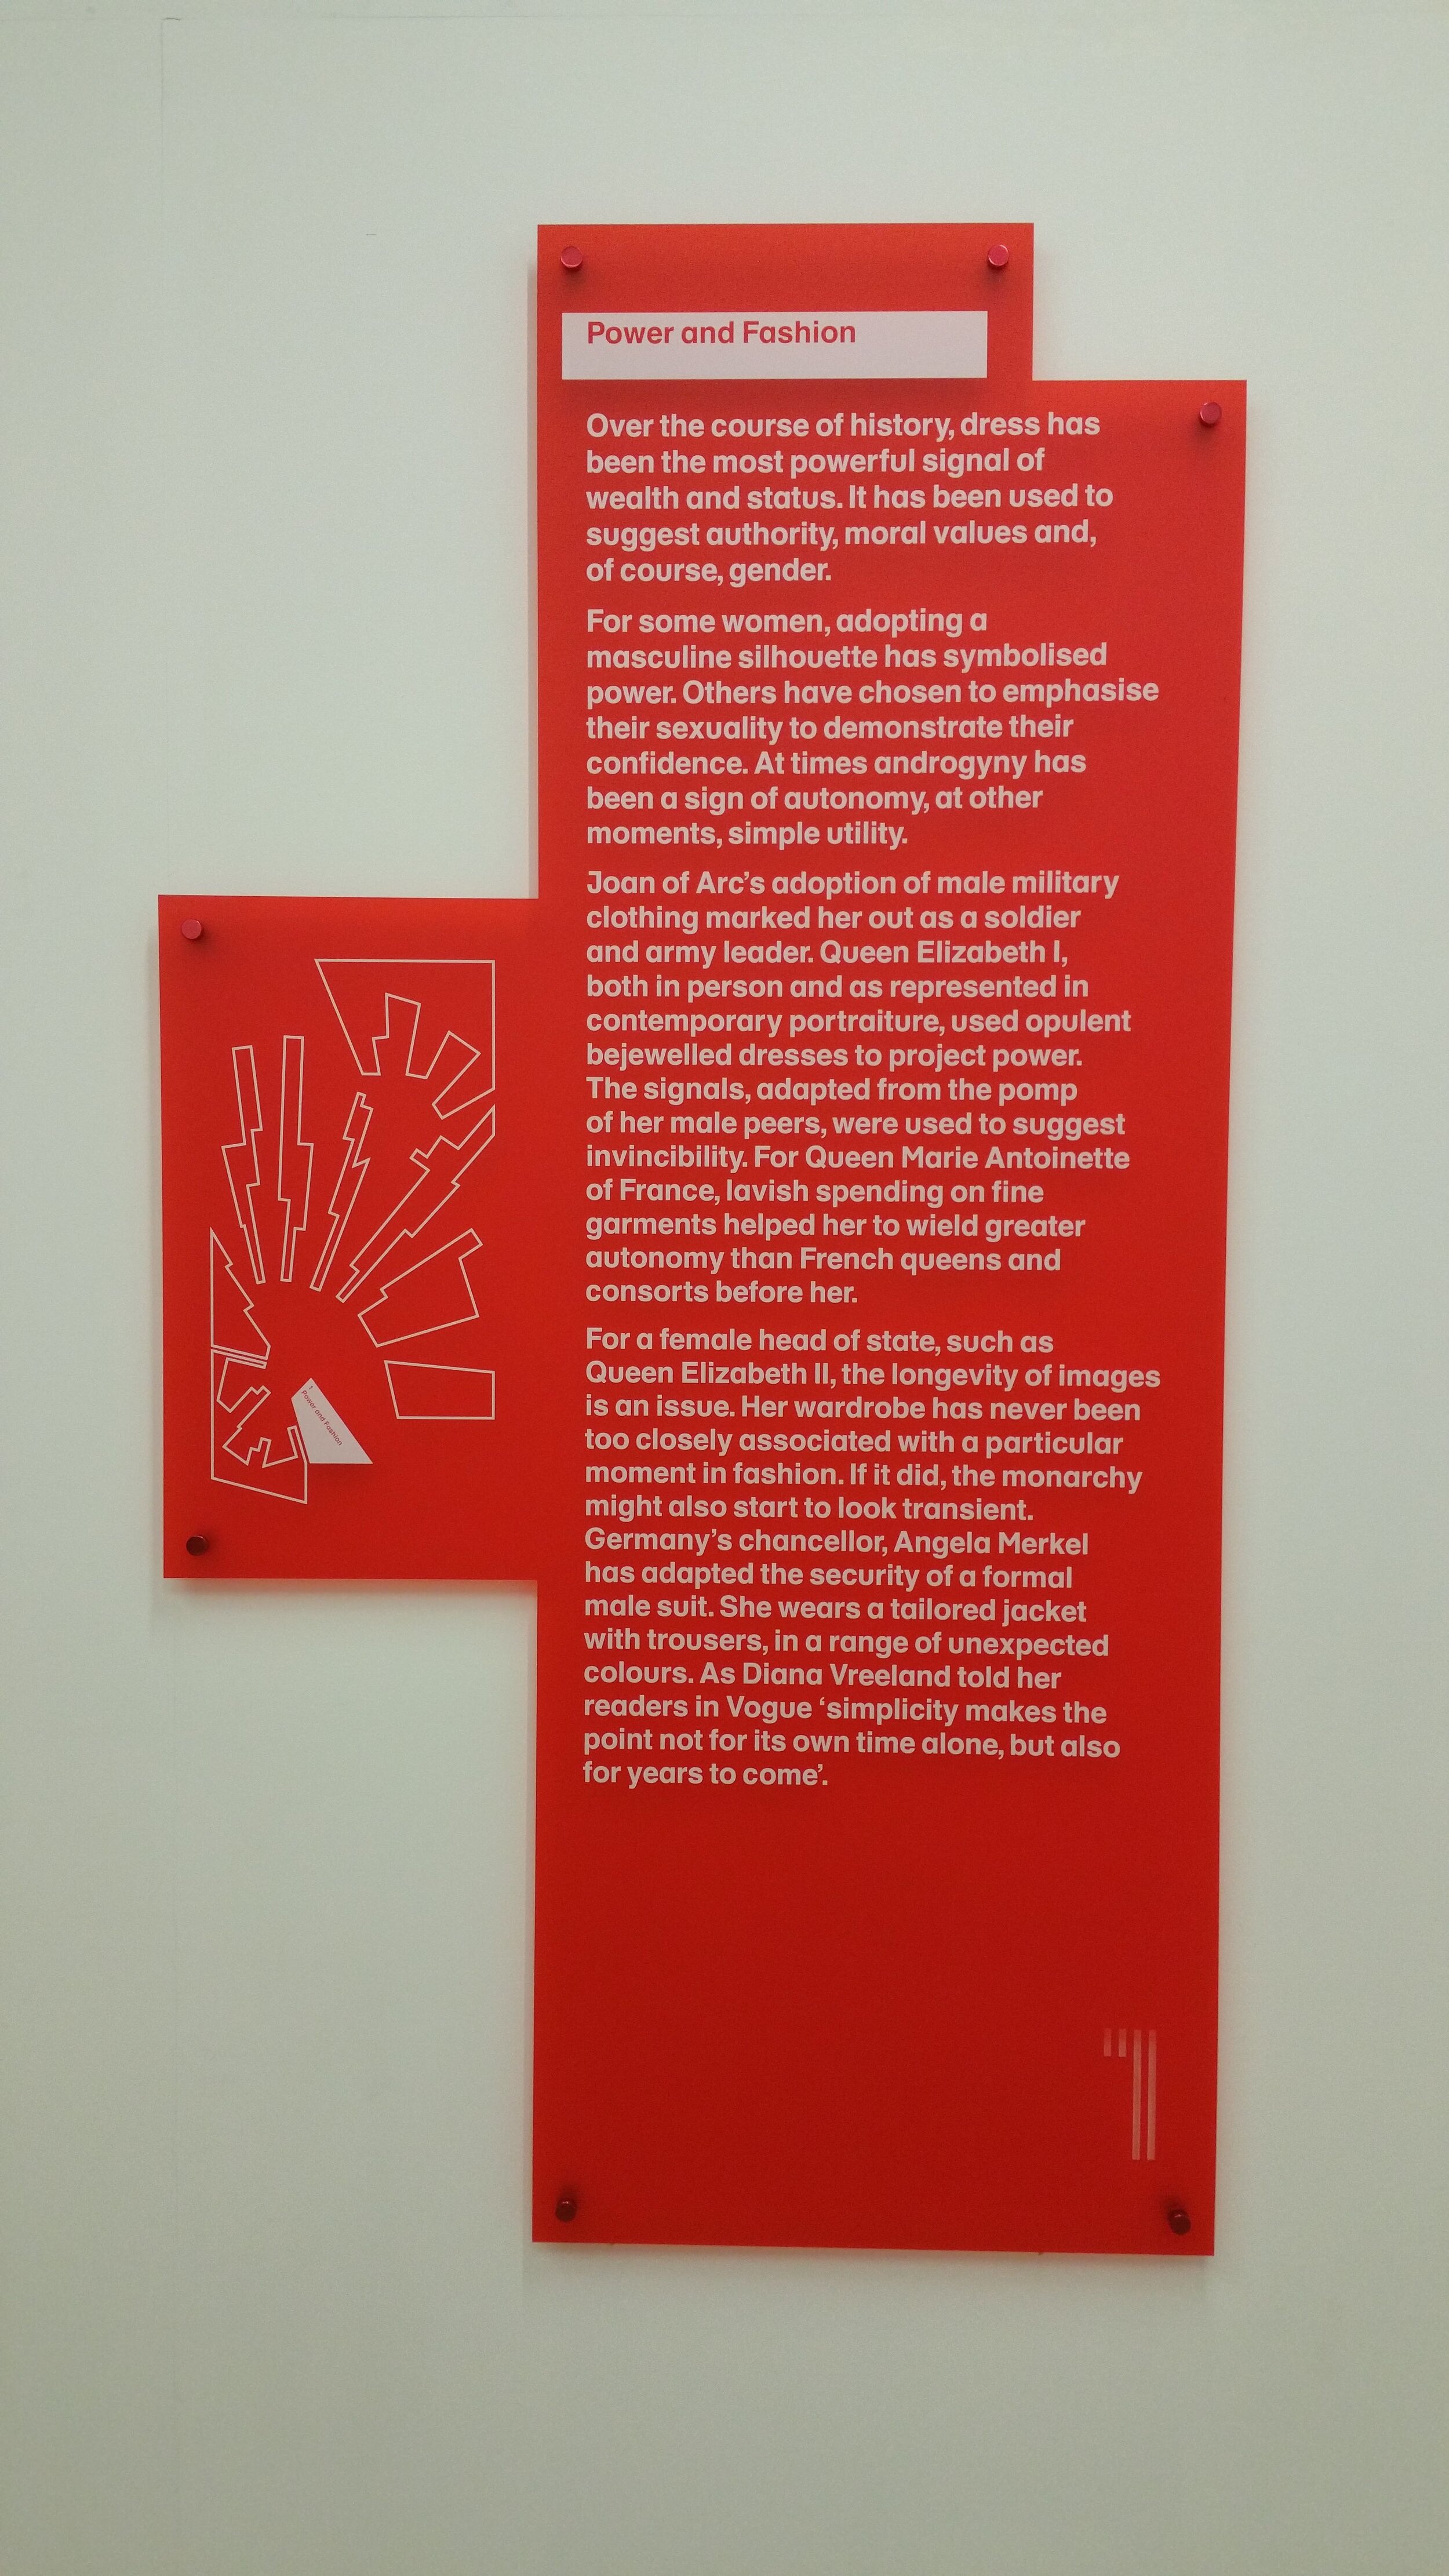 Power and Fashion
Over the course of history, dress has
been the most powerful signal of
wealth and status. It has been used to
suggest authority, moral values and,
of course, gender.
For some women, adopting a
masculine silhouette has symbolised
power. Others have chosen to emphasise
their sexuality to demonstrate their
confidence. At times androgyny has
been a sign of autonomy, at other
moments, simple utility.
Joan of Arc’s adoption of male military
clothing marked her out as a soldier
and army leader. Queen Elizabeth I,
both in person and as represented in
contemporary portraiture, used opulent
bejewelled dresses to project power.
The signals, adapted from the pomp
of her male peers, were used to suggest
invincibility. For Queen Marie Antoinette
of France, lavish spending on fine
garments helped her to wield greater
autonomy than French queens and
consorts before her.
For a female head of state, such as
Queen Elizabeth II, the longevity of images
is an issue. Her wardrobe has never been
too closely associated with a particular
moment in fashion. If it did, the monarchy
might also start to look transient.
Germany’s chancellor, Angela Merkel
has adapted the security of a formal
male suit. She wears a tailored jacket
with trousers, in a range of unexpected
colours. As Diana Vreeland told her
readers in Vogue ‘simplicity makes the
point not for its own time alone, but also
for years to come’.
1
Power and Fashion
1